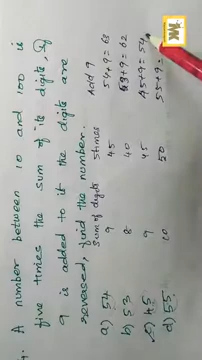 A number between 10 and 100 is
five times the sum of its digits, If
9 is added to it the digits are
reversed, find the number.
Sum of digits 5times Add 9
a) 54 9 45 54+9=63
b) 53 8 40 53+9=62
c) 45 9 45 45+9=54
d) 55 10 50 55+9=